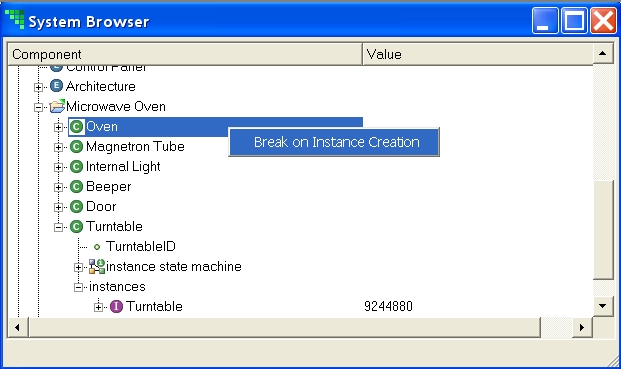 System Browser
Component Value
Control Panel
E Architecture
Microwave Oven
C Oven
Break on Instance Creation
C Magnetron Tube
C Internal Light
C Beeper
C Door
C Turntable
TurntableID
instance state machine
instances
I Turntable 9244880